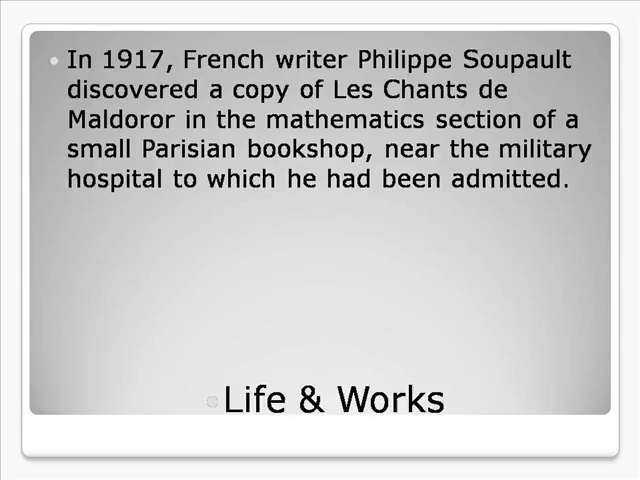 In 1917, French writer Philippe Soupault
discovered a copy of Les Chants de
Maldoror in the mathematics section of a
small Parisian bookshop, near the military
hospital to which he had been admitted.
Life & Works